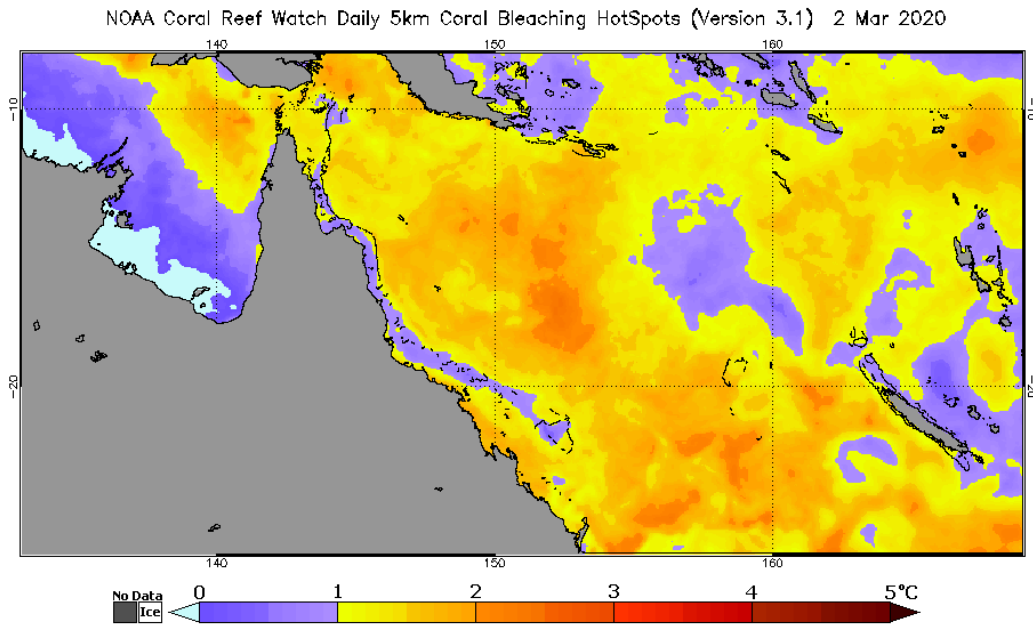 NOAA Coral Reef Watch Daily 5km Coral Bleaching HotSpots (Version 3.1) 2 Mar 2020
140 150 160
-10 -10
-20 -20
140 150 160
No Data 0 1 2 3 4 5°C
Ice